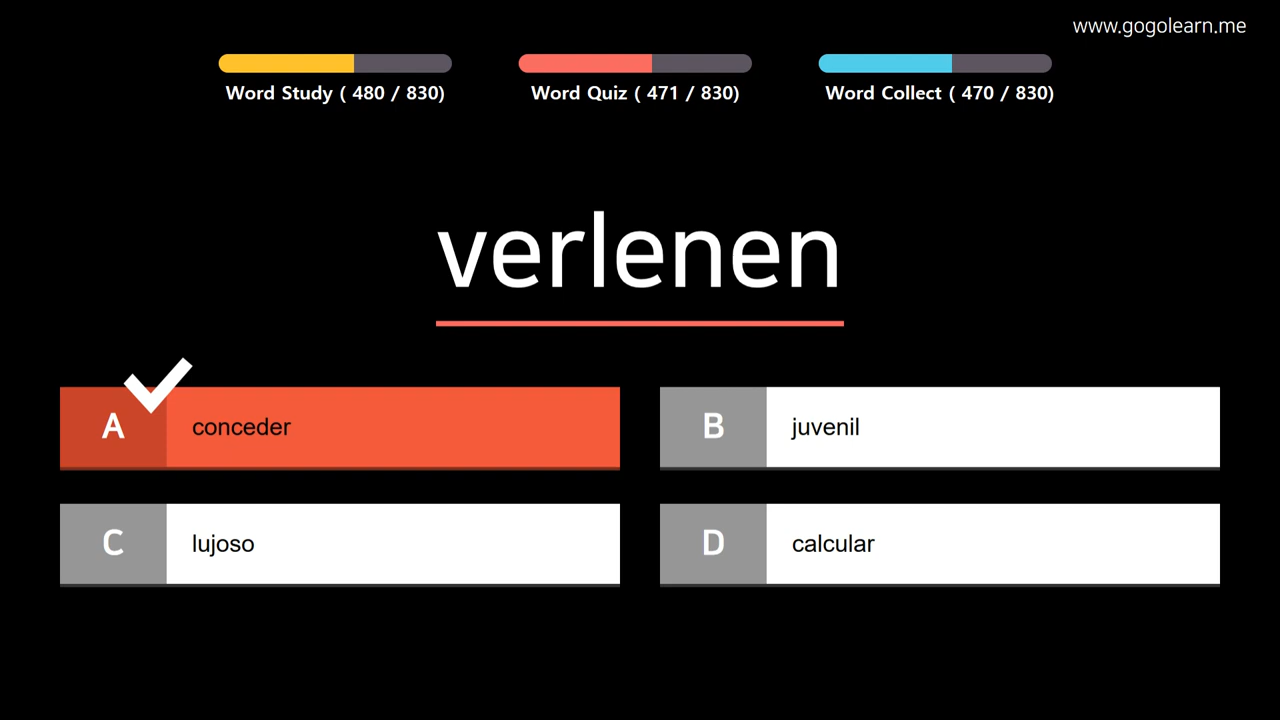 www.gogolearn.me
Word Study ( 480 / 830)
Word Quiz ( 471 / 830)
Word Collect ( 470 / 830)
verlenen
A conceder
B juvenil
C lujoso
D calcular